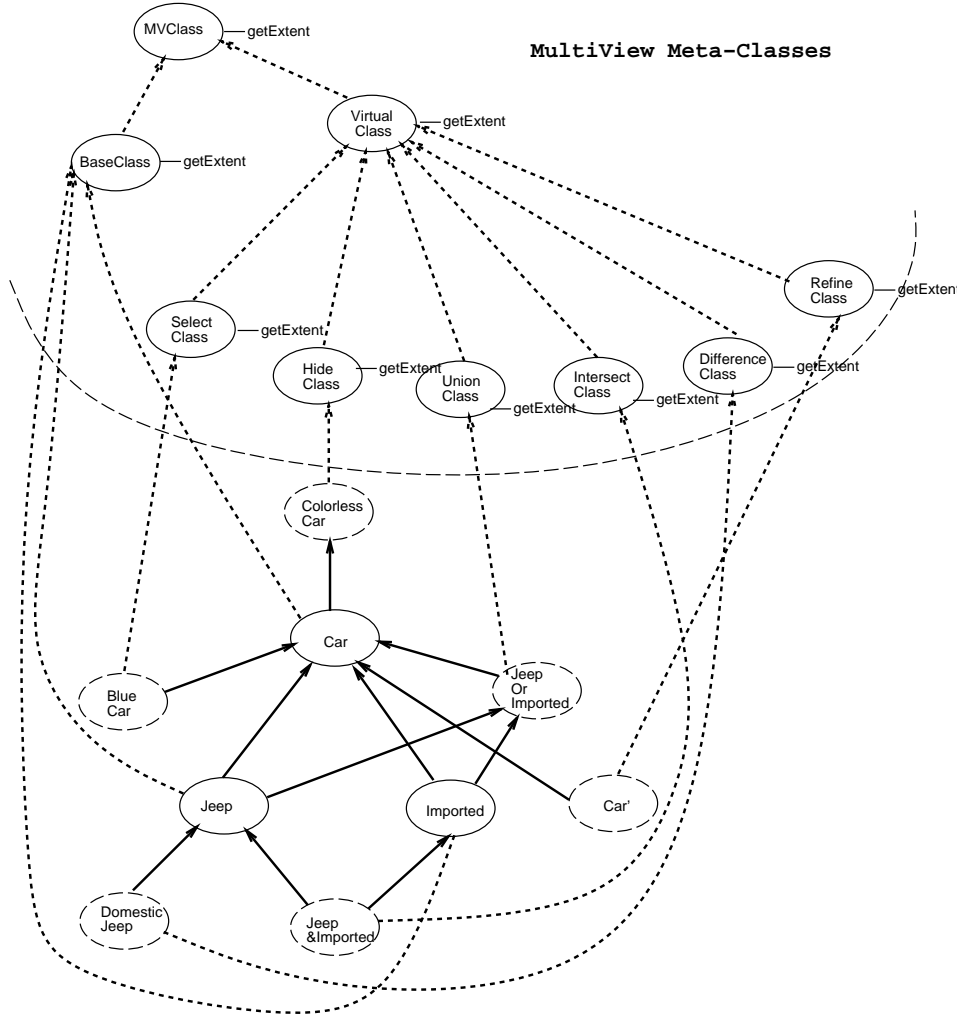 MVClass
getExtent
MultiView Meta-Classes
Virtual
Class
getExtent
BaseClass
getExtent
Refine
Class
getExtent
Select
Class
getExtent
Hide
Class
getExtent
Union
Class
getExtent
Intersect
Class
getExtent
Difference
Class
getExtent
Colorless
Car
Car
Blue
Car
Jeep
Or
Imported
Jeep
Imported
Car'
Domestic
Jeep
Jeep
&Imported